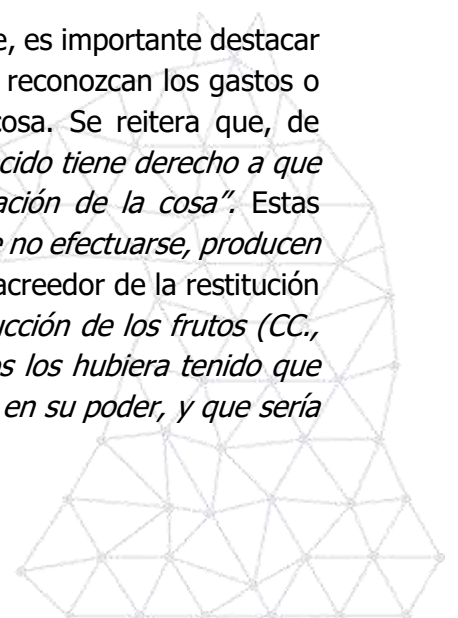 e, es importante destacar
reconozcan los gastos o
cosa. Se reitera que, de
cido tiene derecho a que
ación de la cosa”. Estas
e no efectuarse, producen
acreedor de la restitución
ucción de los frutos (CC.,
os los hubiera tenido que
en su poder, y que sería